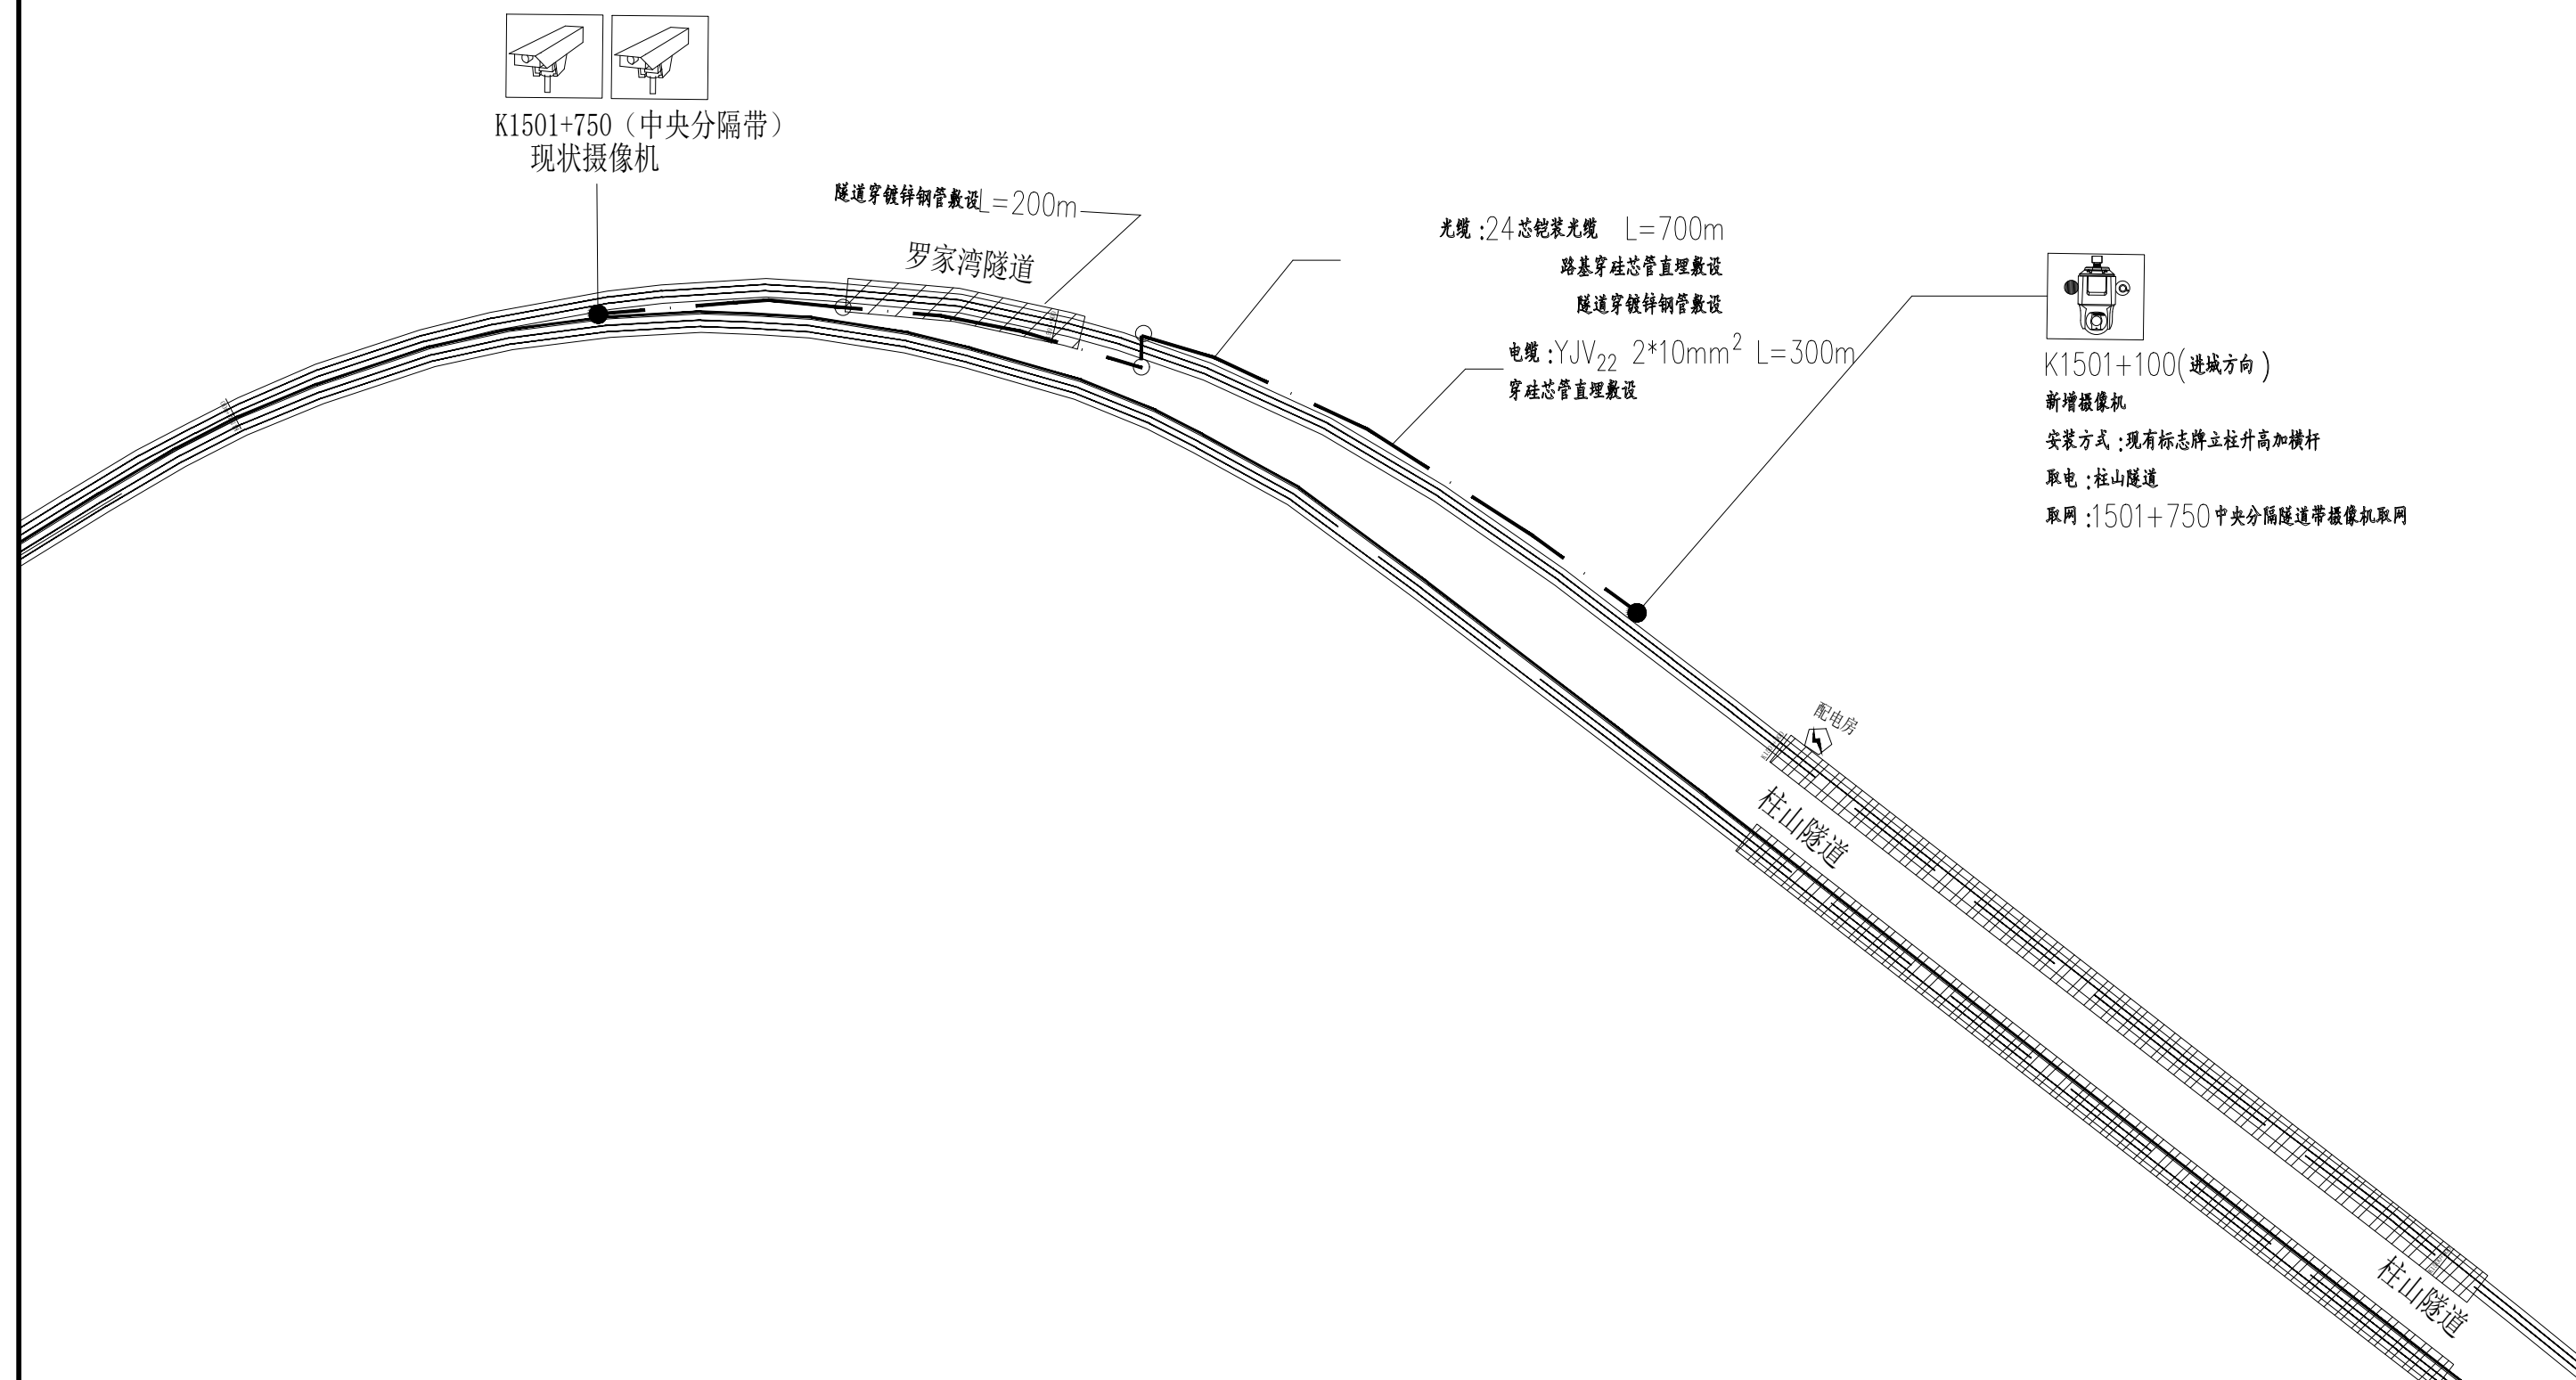 K1501+750（中央分隔带）
现状摄像机
隧道穿镀锌钢管敷设L=200m
罗家湾隧道
光缆:24芯铠装光缆 L=700m
路基穿硅芯管直埋敷设
隧道穿镀锌钢管敷设
电缆:YJV22 2*10mm² L=300m
穿硅芯管直埋敷设
K1501+100(进城方向)
新增摄像机
安装方式:现有标志牌立柱升高加横杆
取电:柱山隧道
取网:1501+750中央分隔隧道带摄像机取网
配电房
柱山隧道
柱山隧道